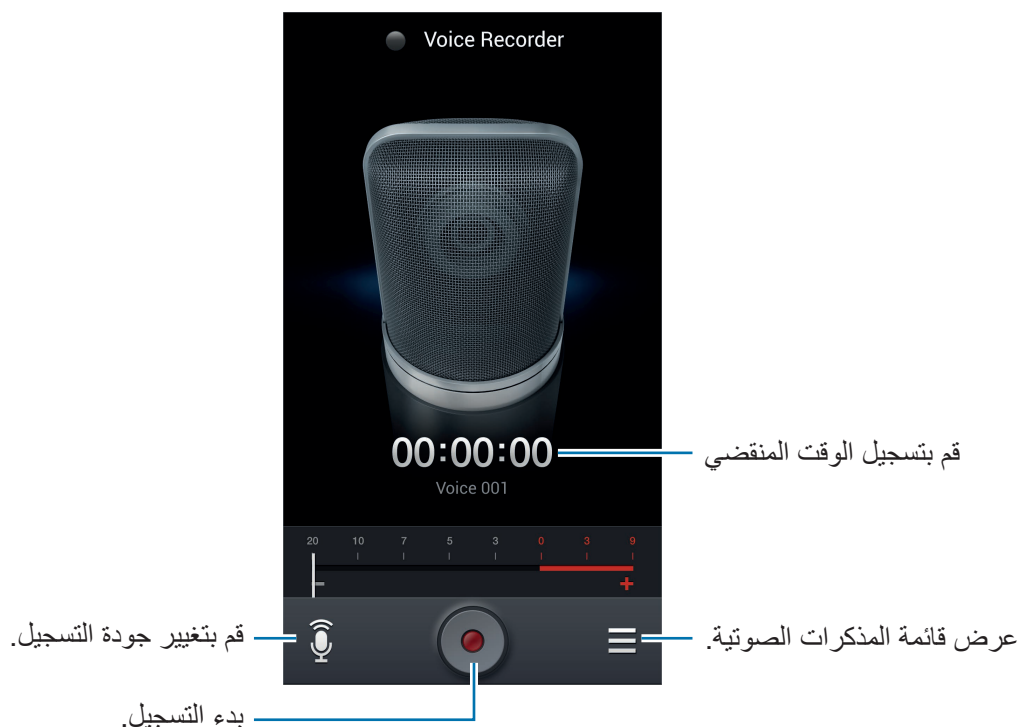 Voice Recorder
00:00:00
قم بتسجيل الوقت المنقضي
Voice 001
20 10 7 5 3 0 3 9
− +
قم بتغيير جودة التسجيل.
عرض قائمة المذكرات الصوتية.
بدء التسجيل.